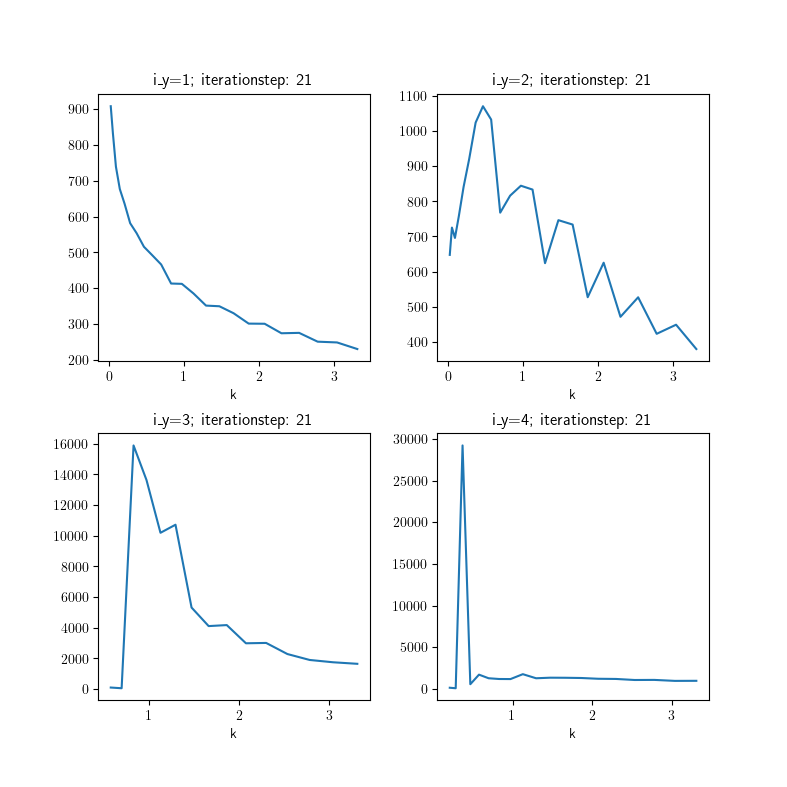 i_y=1; iterationstep: 21
900
800
700
600
500
400
300
200
0 1 2 3
k
i_y=2; iterationstep: 21
1100
1000
900
800
700
600
500
400
0 1 2 3
k
i_y=3; iterationstep: 21
16000
14000
12000
10000
8000
6000
4000
2000
0
1 2 3
k
i_y=4; iterationstep: 21
30000
25000
20000
15000
10000
5000
0
1 2 3
k